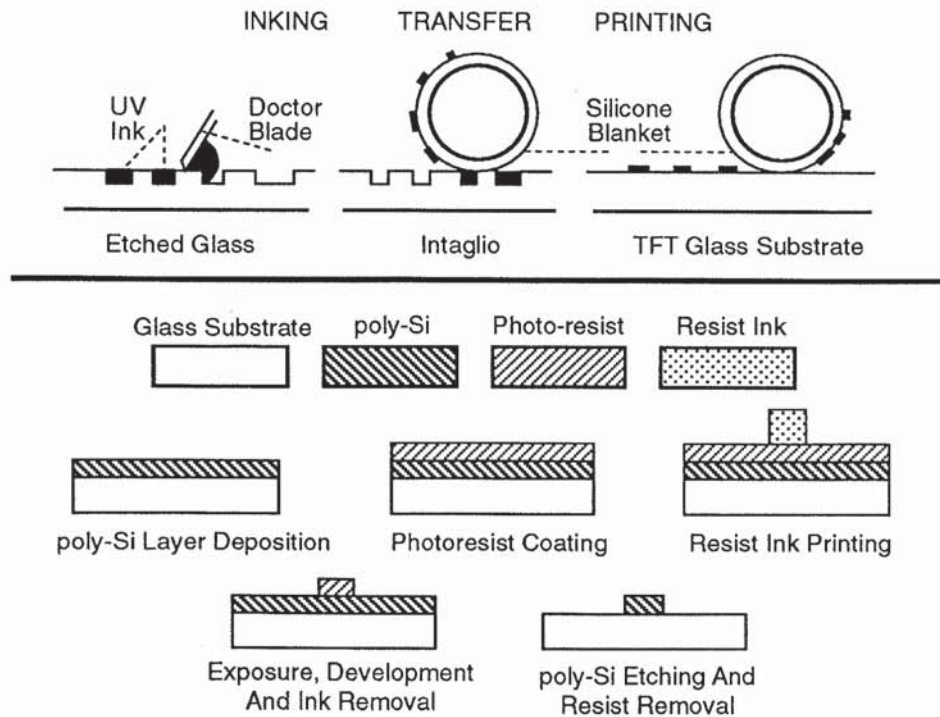 INKING TRANSFER PRINTING
UV
Ink
Doctor
Blade
Silicone
Blanket
Etched Glass
Intaglio
TFT Glass Substrate
Glass Substrate
poly-Si
Photo-resist
Resist Ink
poly-Si Layer Deposition
Photoresist Coating
Resist Ink Printing
Exposure, Development
And Ink Removal
poly-Si Etching And
Resist Removal